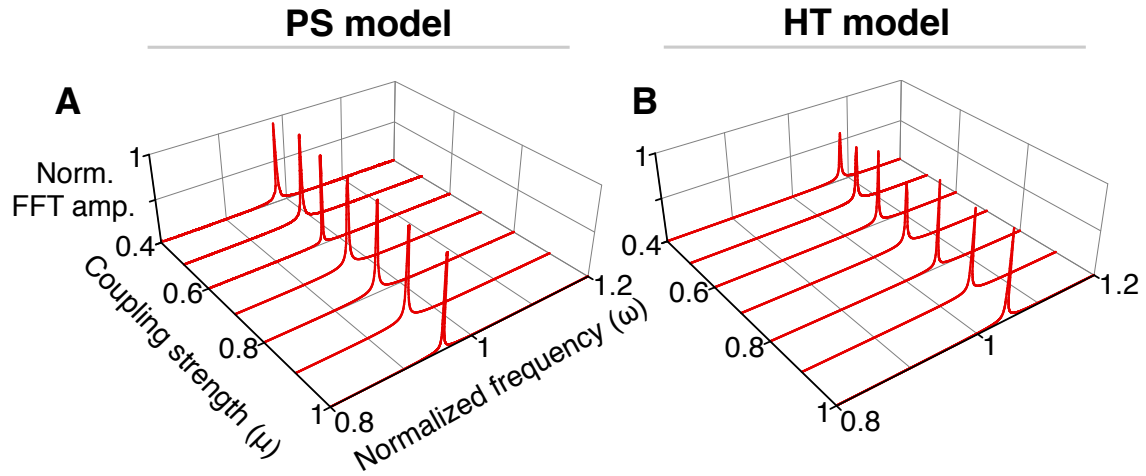 PS model
HT model
A
B
1
Norm.
FFT amp.
0.4
0.6
0.8
1
0.8
1
1.2
Coupling strength (μ)
Normalized frequency (ω)
1
0.4
0.6
0.8
1
0.8
1
1.2